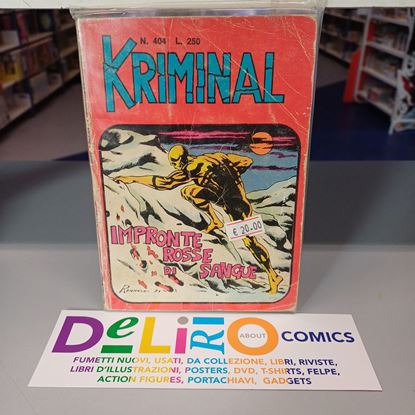 N. 404 L. 250
KRIMINAL
€ 20.00
IMPRONTE
ROSSE
DI
SANGUE
DELIRIO
ABOUT
COMICS
FUMETTI NUOVI, USATI, DA COLLEZIONE, LIBRI, RIVISTE,
LIBRI D'ILLUSTRAZIONI, POSTERS, DVD, T-SHIRTS, FELPE,
ACTION FIGURES, PORTACHIAVI, GADGETS